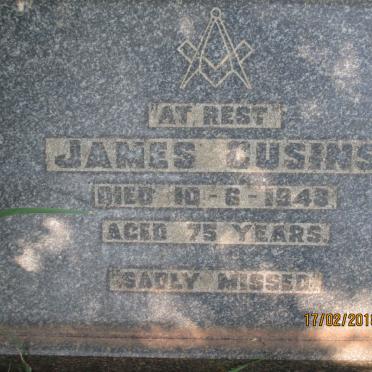 "AT REST"
JAMES CUSINS
DIED 10-6-1948.
AGED 75 YEARS.
SADLY MISSED.
17/02/201